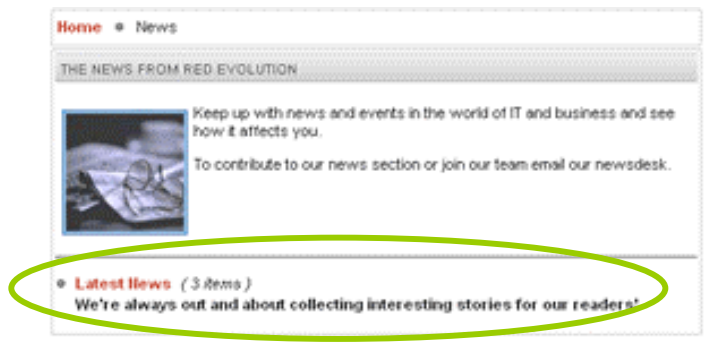 Home • News
THE NEWS FROM RED EVOLUTION
Keep up with news and events in the world of IT and business and see
how it affects you.
To contribute to our news section or join our team email our newsdesk.
• Latest News ( 3 items )
We're always out and about collecting interesting stories for our readers!